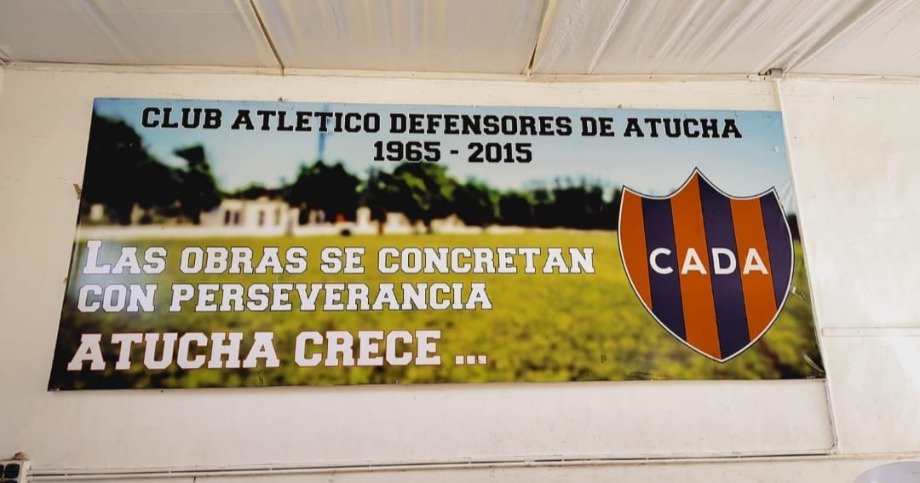 CLUB ATLETICO DEFENSORES DE ATUCHA
1965 - 2015
LAS OBRAS SE CONCRETAN
CON PERSEVERANCIA
ATUCHA CRECE ...
CADA